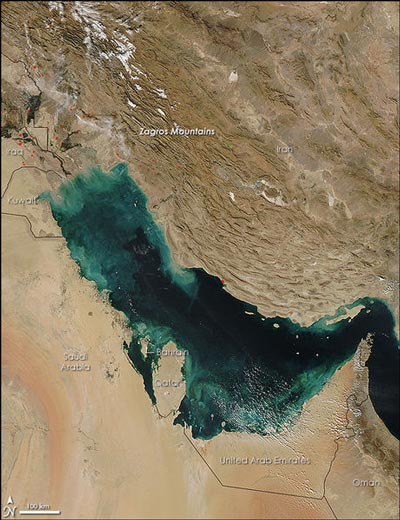 Zagros Mountains
Iraq
Iran
Kuwait
Bahrain
Saudi
Arabia
Qatar
United Arab Emirates
Oman
N
100 km